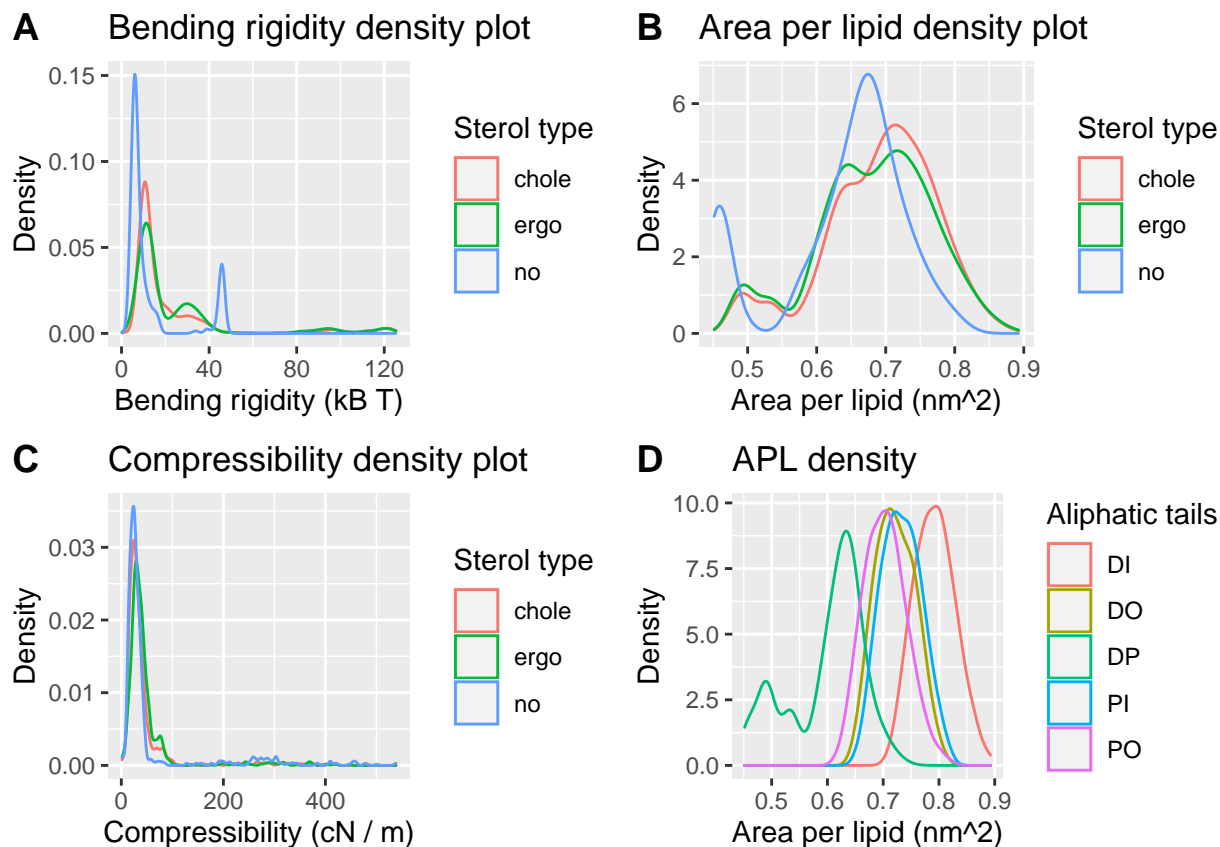 A Bending rigidity density plot
0.15
0.10
0.05
0.00
Density
0 40 80 120
Bending rigidity (kB T)
Sterol type
chole
ergo
no
B Area per lipid density plot
6
4
2
0
Density
0.5 0.6 0.7 0.8 0.9
Area per lipid (nm^2)
Sterol type
chole
ergo
no
C Compressibility density plot
0.03
0.02
0.01
0.00
Density
0 200 400
Compressibility (cN / m)
Sterol type
chole
ergo
no
D APL density
10.0
7.5
5.0
2.5
0.0
Density
0.5 0.6 0.7 0.8 0.9
Area per lipid (nm^2)
Aliphatic tails
DI
DO
DP
PI
PO